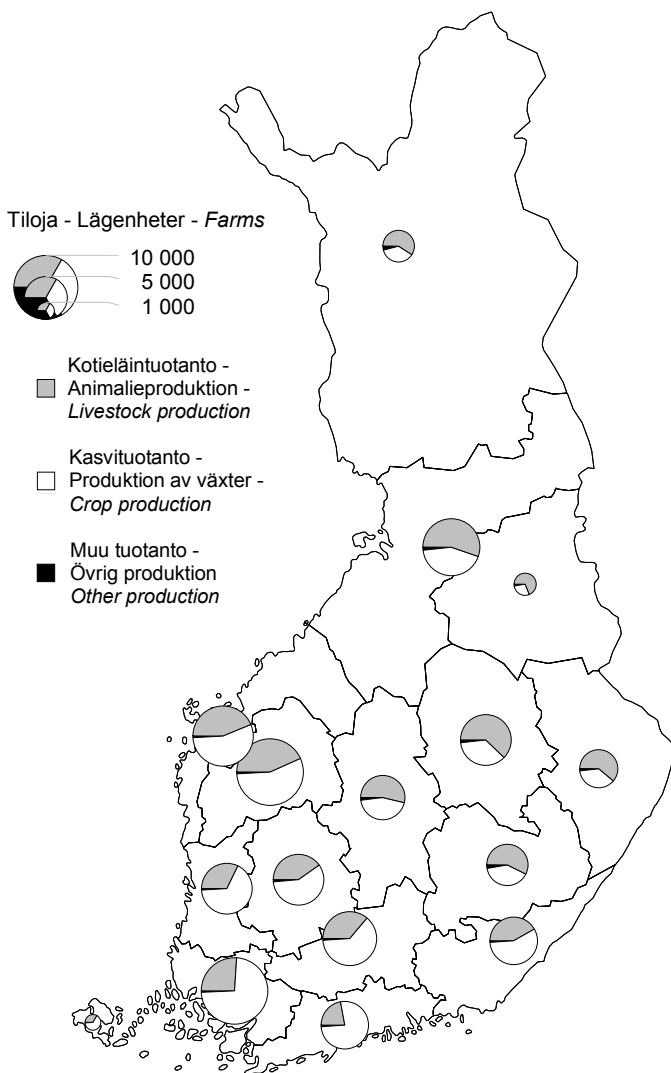 Tiloja - Lägenheter - Farms
10 000
5 000
1 000
Kotieläintuotanto -
Animalieproduktion -
Livestock production
Kasvituotanto -
Produktion av växter -
Crop production
Muu tuotanto -
Övrig produktion
Other production